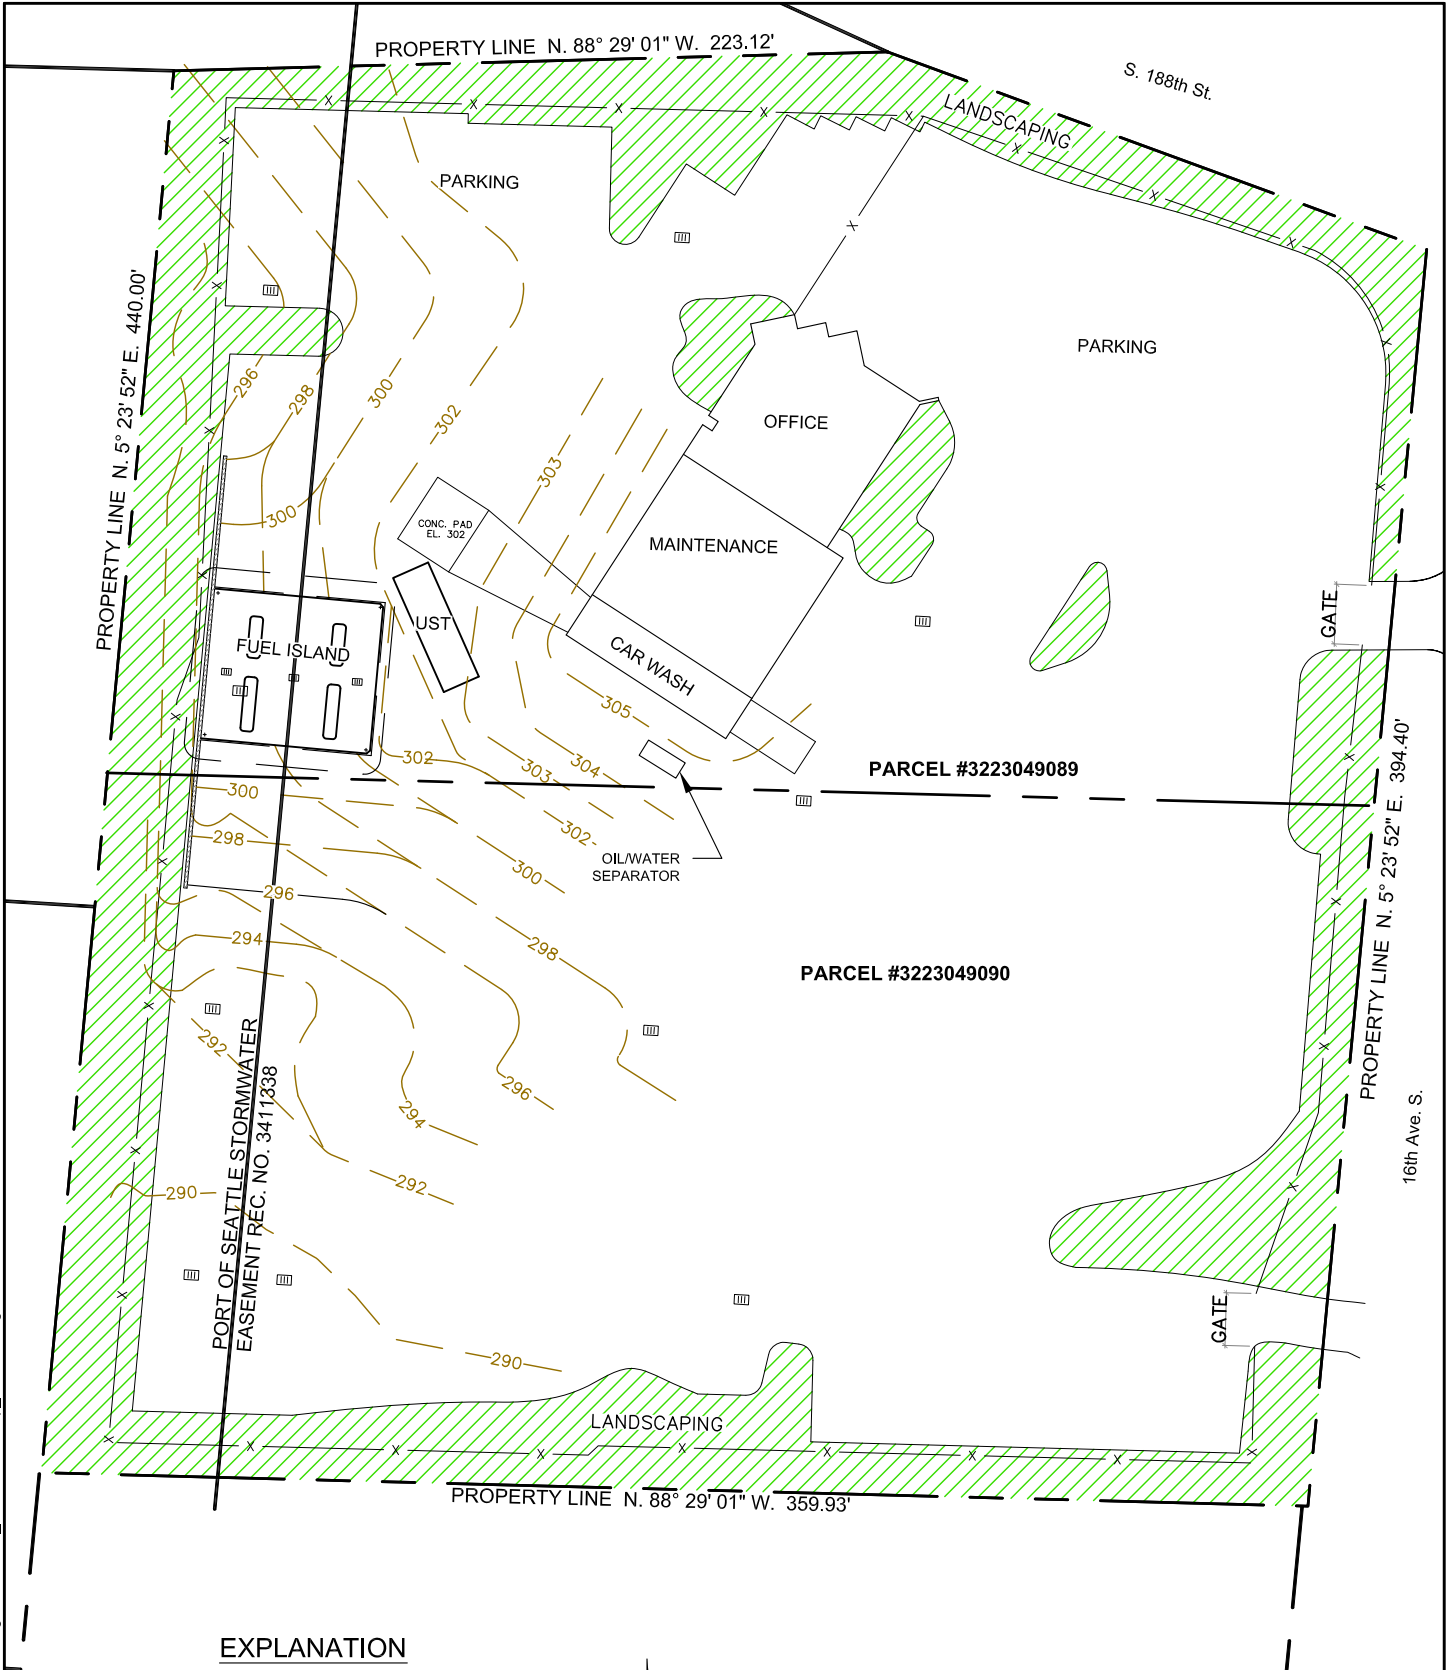 PROPERTY LINE  N. 88° 29' 01" W.  223.12'
S. 188th St.
LANDSCAPING
PARKING
PROPERTY LINE  N. 5° 23' 52" E.  440.00'
PARKING
296
298
300
302
303
OFFICE
CONC. PAD
EL. 302
300
MAINTENANCE
GATE
UST
FUEL ISLAND
CAR WASH
305
302
303
304
PARCEL #3223049089
300
298
302
300
OIL/WATER
SEPARATOR
PROPERTY LINE  N. 5° 23' 52" E.  394.40'
296
294
298
PARCEL #3223049090
292
296
294
16th Ave. S.
290
292
PORT OF SEATTLE STORMWATER
EASEMENT REC. NO. 3411338
GATE
290
LANDSCAPING
PROPERTY LINE  N. 88° 29' 01" W.  359.93'
EXPLANATION